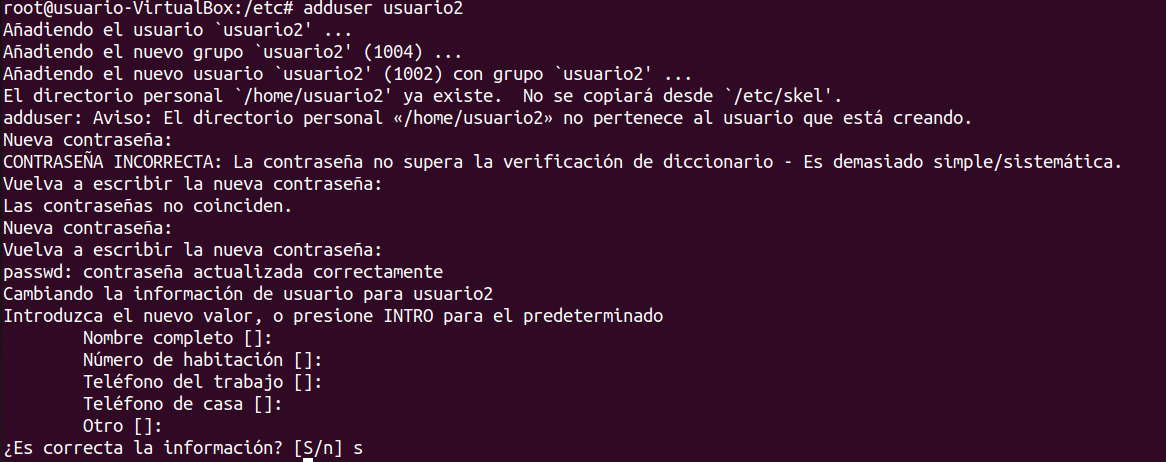 root@usuario-VirtualBox:/etc# adduser usuario2
Añadiendo el usuario `usuario2' ...
Añadiendo el nuevo grupo `usuario2' (1004) ...
Añadiendo el nuevo usuario `usuario2' (1002) con grupo `usuario2' ...
El directorio personal `/home/usuario2' ya existe.  No se copiará desde `/etc/skel'.
adduser: Aviso: El directorio personal «/home/usuario2» no pertenece al usuario que está creando.
Nueva contraseña:
CONTRASEÑA INCORRECTA: La contraseña no supera la verificación de diccionario - Es demasiado simple/sistemática.
Vuelva a escribir la nueva contraseña:
Las contraseñas no coinciden.
Nueva contraseña:
Vuelva a escribir la nueva contraseña:
passwd: contraseña actualizada correctamente
Cambiando la información de usuario para usuario2
Introduzca el nuevo valor, o presione INTRO para el predeterminado
        Nombre completo []:
        Número de habitación []:
        Teléfono del trabajo []:
        Teléfono de casa []:
        Otro []:
¿Es correcta la información? [S/n] s